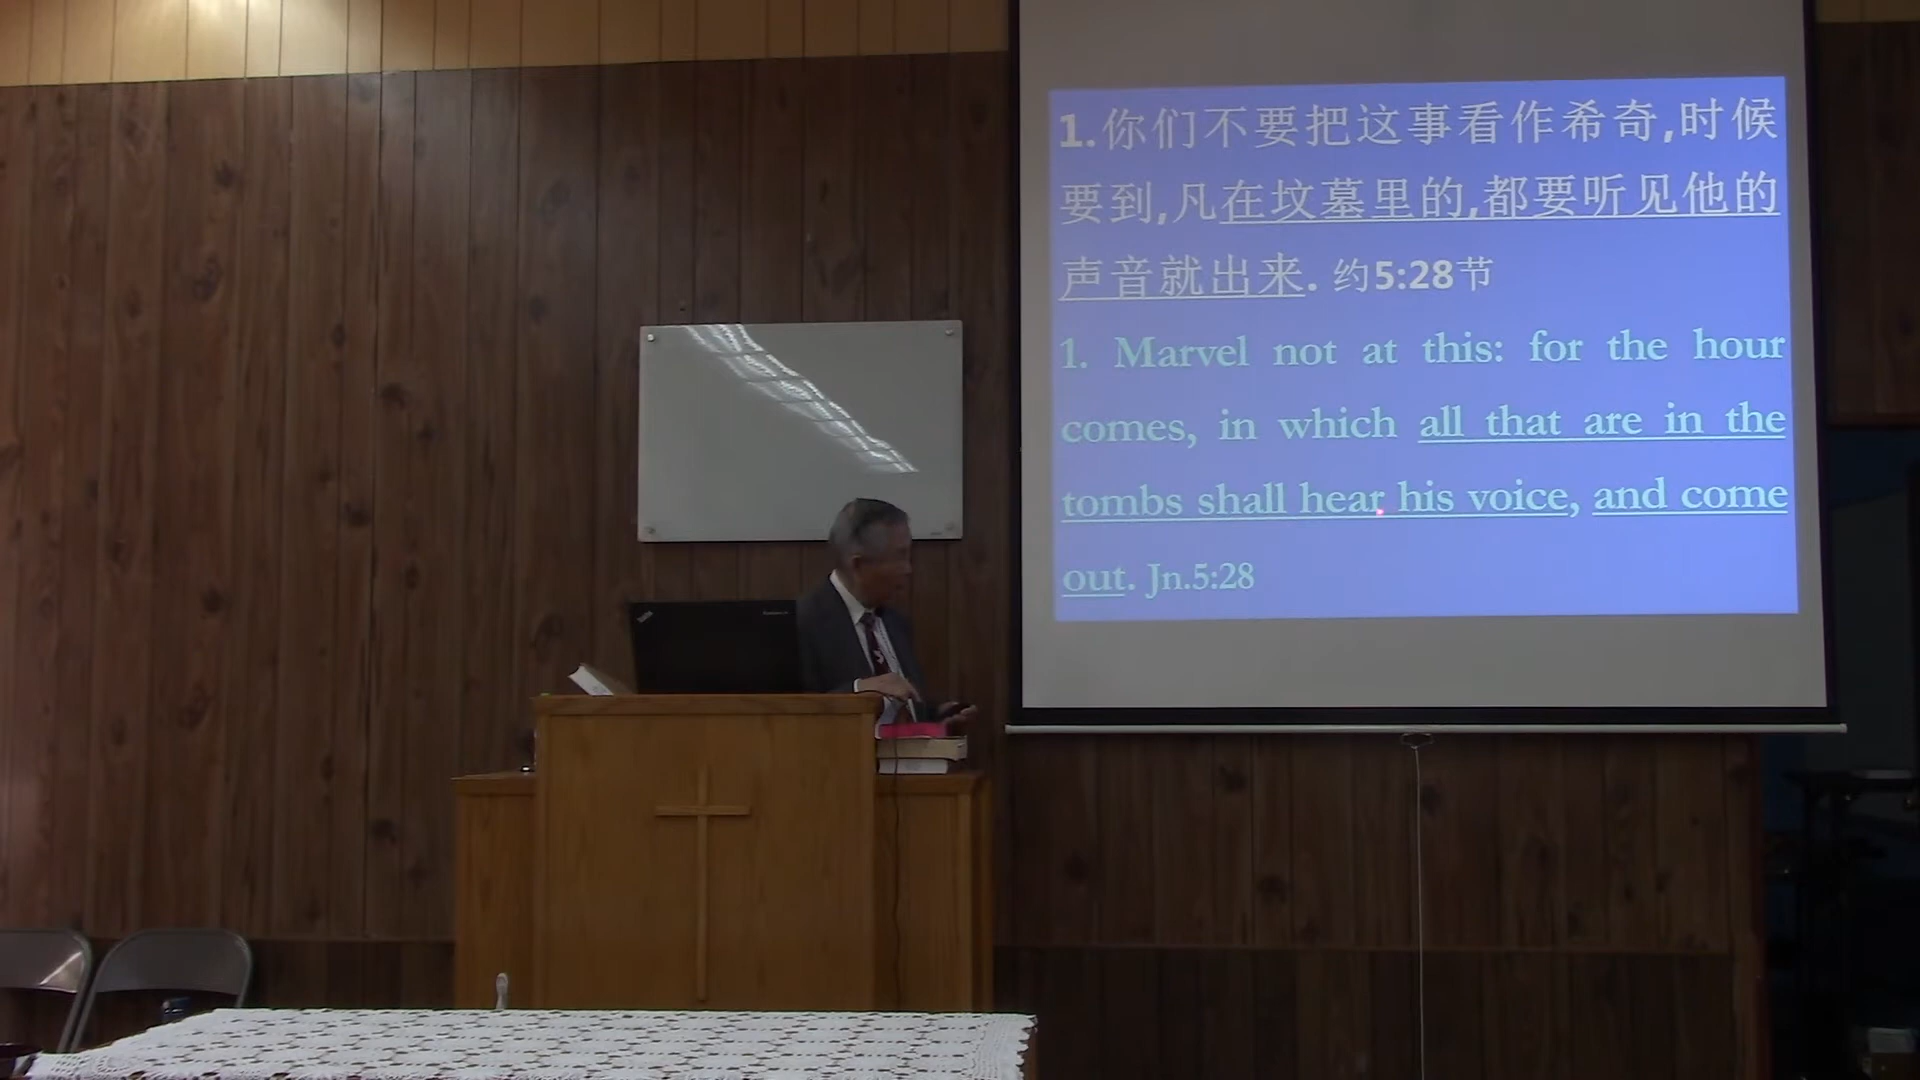 1.你们不要把这事看作希奇,时候
要到,凡在坟墓里的,都要听见他的
声音就出来. 约5:28节
1. Marvel not at this: for the hour
comes, in which all that are in the
tombs shall hear his voice, and come
out. Jn.5:28